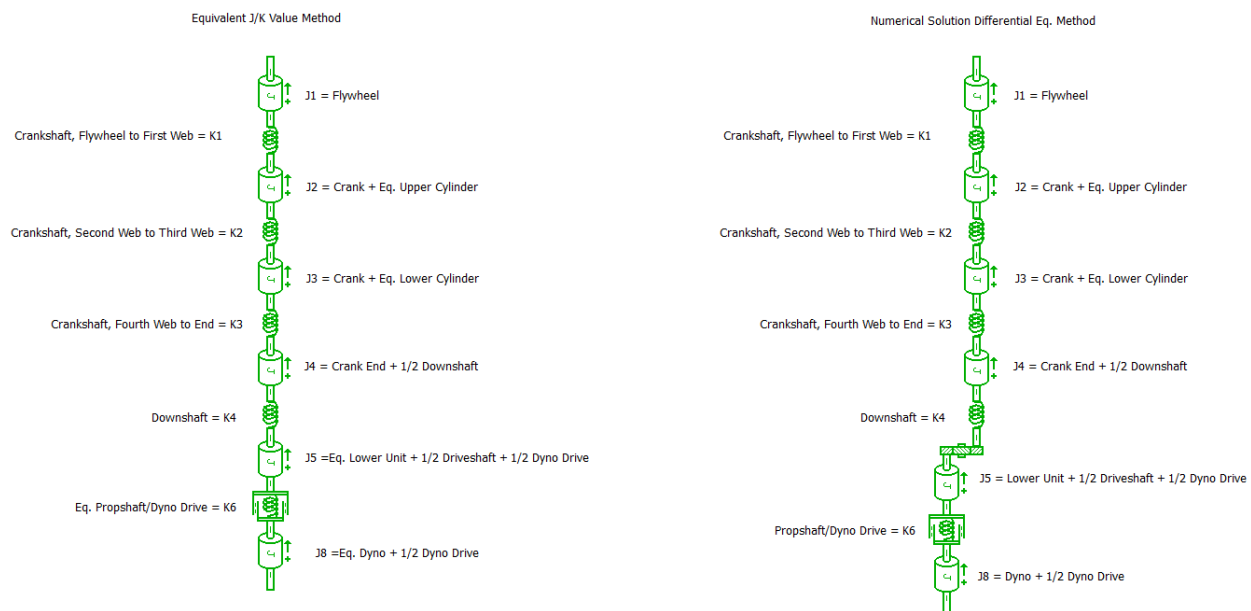 Equivalent J/K Value Method
J1 = Flywheel
Crankshaft, Flywheel to First Web = K1
J2 = Crank + Eq. Upper Cylinder
Crankshaft, Second Web to Third Web = K2
J3 = Crank + Eq. Lower Cylinder
Crankshaft, Fourth Web to End = K3
J4 = Crank End + 1/2 Downshaft
Downshaft = K4
J5 =Eq. Lower Unit + 1/2 Driveshaft + 1/2 Dyno Drive
Eq. Propshaft/Dyno Drive = K6
J8 =Eq. Dyno + 1/2 Dyno Drive
Numerical Solution Differential Eq. Method
J1 = Flywheel
Crankshaft, Flywheel to First Web = K1
J2 = Crank + Eq. Upper Cylinder
Crankshaft, Second Web to Third Web = K2
J3 = Crank + Eq. Lower Cylinder
Crankshaft, Fourth Web to End = K3
J4 = Crank End + 1/2 Downshaft
Downshaft = K4
J5 = Lower Unit + 1/2 Driveshaft + 1/2 Dyno Drive
Propshaft/Dyno Drive = K6
J8 = Dyno + 1/2 Dyno Drive